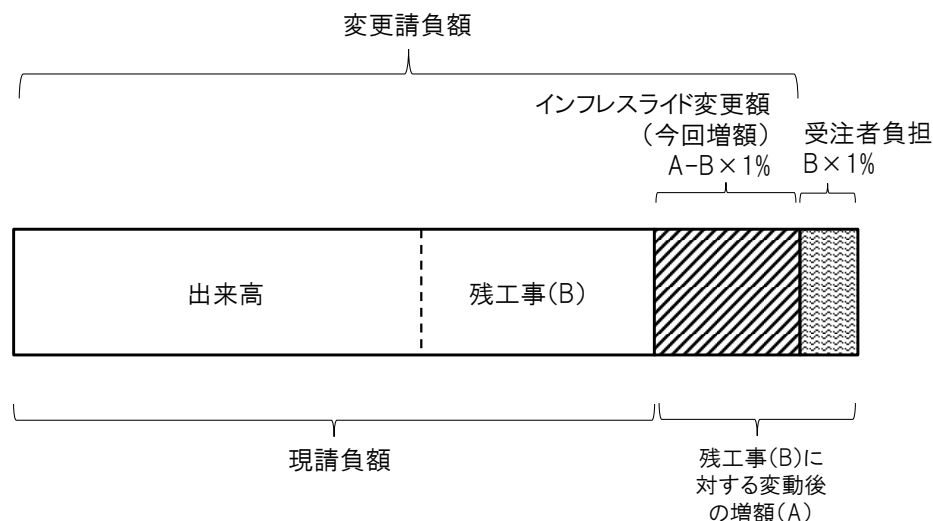 変更請負額
インフレスライド変更額
(今回増額)
A-B×1%
受注者負担
B×1%
出来高
残工事(B)
現請負額
残工事(B)に
対する変動後
の増額(A)